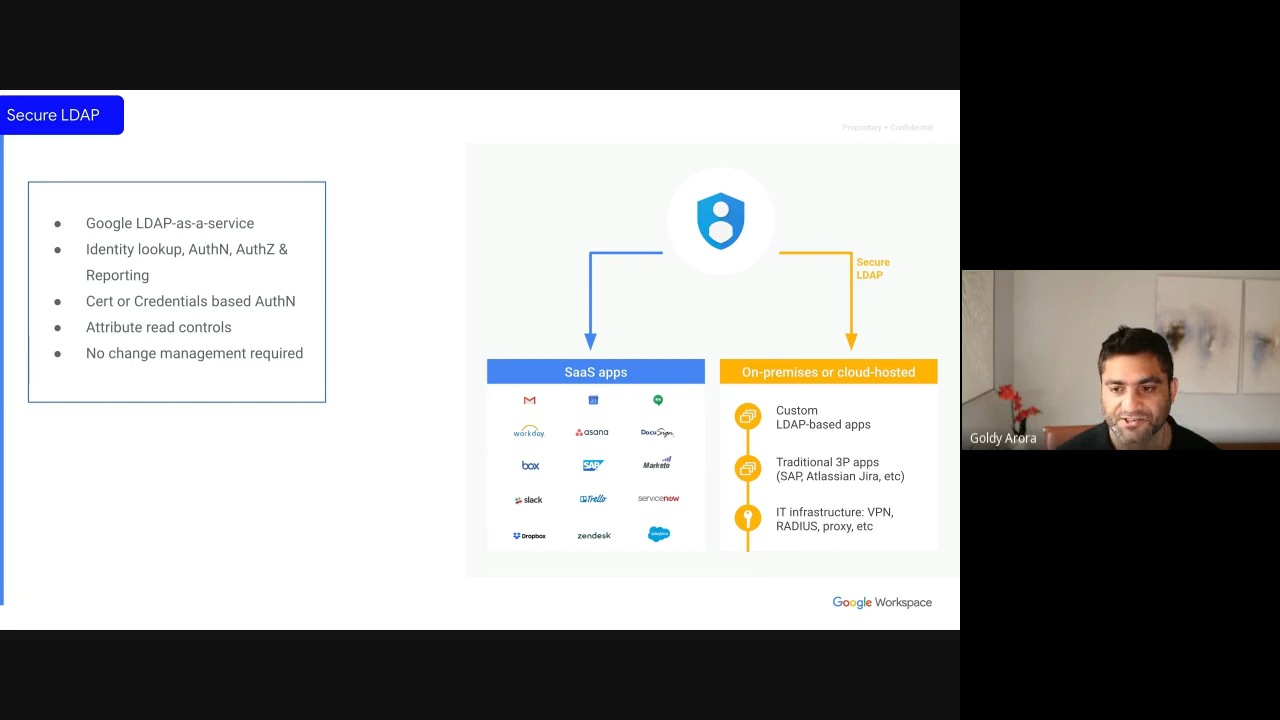 Secure LDAP
Proprietary + Confidential
Google LDAP-as-a-service
Identity lookup, AuthN, AuthZ &
Reporting
Cert or Credentials based AuthN
Attribute read controls
No change management required
Secure
LDAP
SaaS apps
workday
asana
DocuSign
box
SAP
Marketo
slack
Trello
servicenow
Dropbox
zendesk
salesforce
On-premises or cloud-hosted
Custom
LDAP-based apps
Traditional 3P apps
(SAP, Atlassian Jira, etc)
IT infrastructure: VPN,
RADIUS, proxy, etc
Google Workspace
Goldy Arora